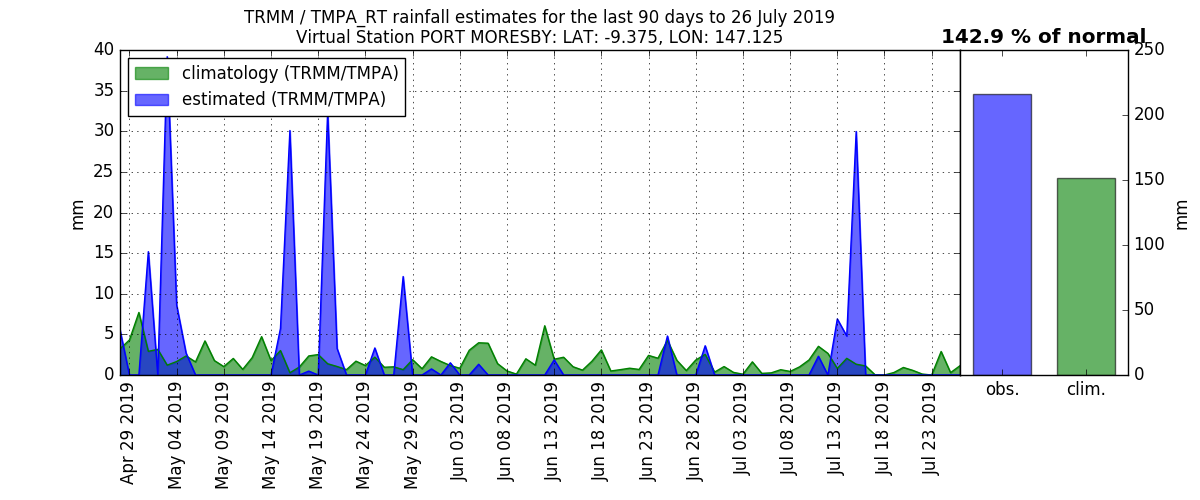 TRMM / TMPA_RT rainfall estimates for the last 90 days to 26 July 2019
Virtual Station PORT MORESBY: LAT: -9.375, LON: 147.125
142.9 % of normal
climatology (TRMM/TMPA)
estimated (TRMM/TMPA)
40
35
30
25
20
15
10
5
0
mm
Apr 29 2019
May 04 2019
May 09 2019
May 14 2019
May 19 2019
May 24 2019
May 29 2019
Jun 03 2019
Jun 08 2019
Jun 13 2019
Jun 18 2019
Jun 23 2019
Jun 28 2019
Jul 03 2019
Jul 08 2019
Jul 13 2019
Jul 18 2019
Jul 23 2019
obs.
clim.
250
200
150
100
50
0
mm